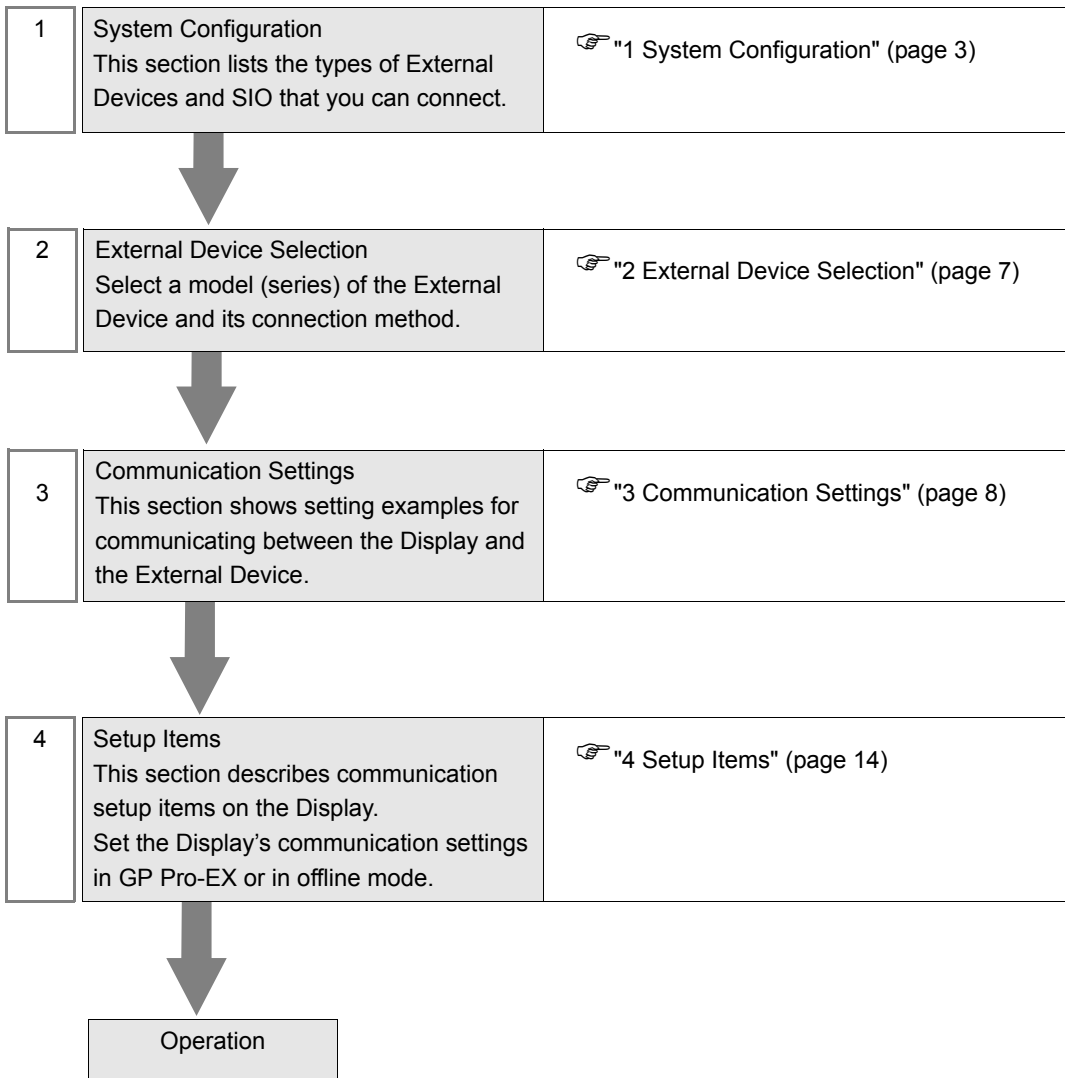 1
System Configuration
This section lists the types of External
Devices and SIO that you can connect.
"1 System Configuration" (page 3)
2
External Device Selection
Select a model (series) of the External
Device and its connection method.
"2 External Device Selection" (page 7)
3
Communication Settings
This section shows setting examples for
communicating between the Display and
the External Device.
"3 Communication Settings" (page 8)
4
Setup Items
This section describes communication
setup items on the Display.
Set the Display’s communication settings
in GP Pro-EX or in offline mode.
"4 Setup Items" (page 14)
Operation